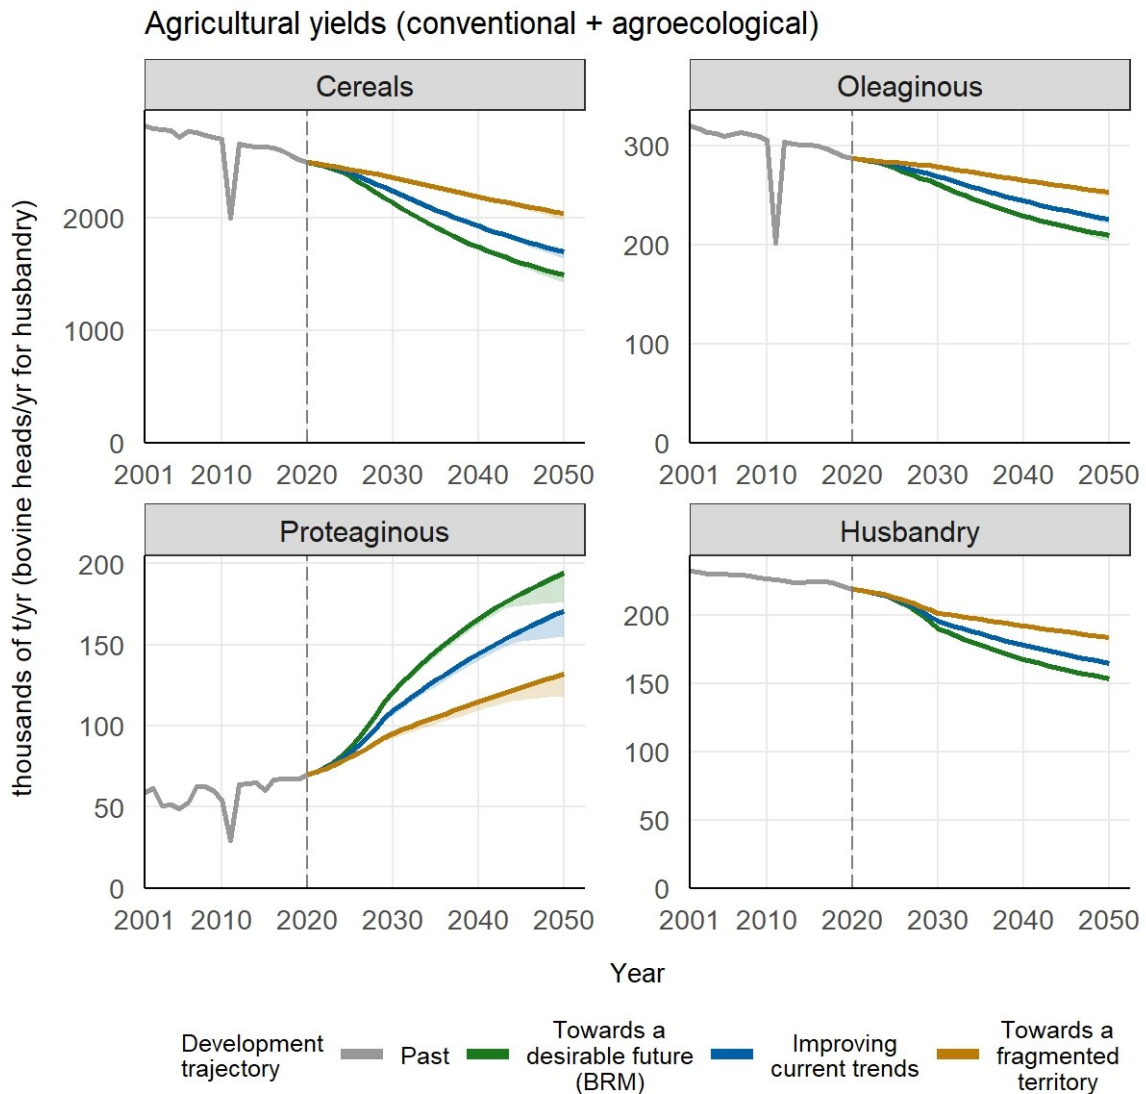 Agricultural yields (conventional + agroecological)
thousands of t/yr (bovine heads/yr for husbandry)
Cereals
2000
1000
0
2001 2010 2020 2030 2040 2050
Oleaginous
300
200
100
0
2001 2010 2020 2030 2040 2050
Proteaginous
200
150
100
50
0
2001 2010 2020 2030 2040 2050
Husbandry
200
150
100
50
0
2001 2010 2020 2030 2040 2050
Year
Development
trajectory
Past
Towards a
desirable future
(BRM)
Improving
current trends
Towards a
fragmented
territory